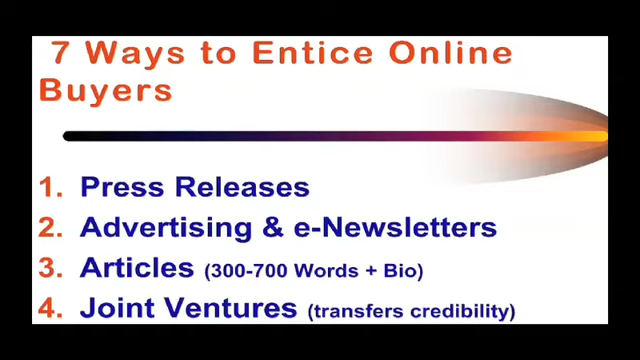 7 Ways to Entice Online
Buyers
1. Press Releases
2. Advertising & e-Newsletters
3. Articles (300-700 Words + Bio)
4. Joint Ventures (transfers credibility)